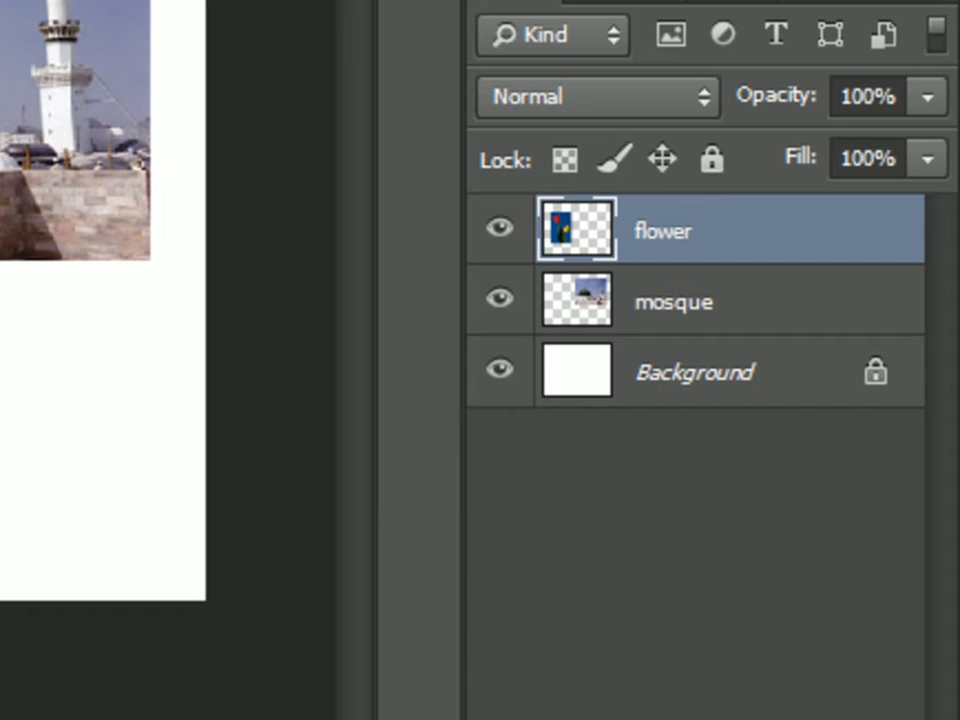 Kind
Normal Opacity: 100%
Lock: Fill: 100%
flower
mosque
Background